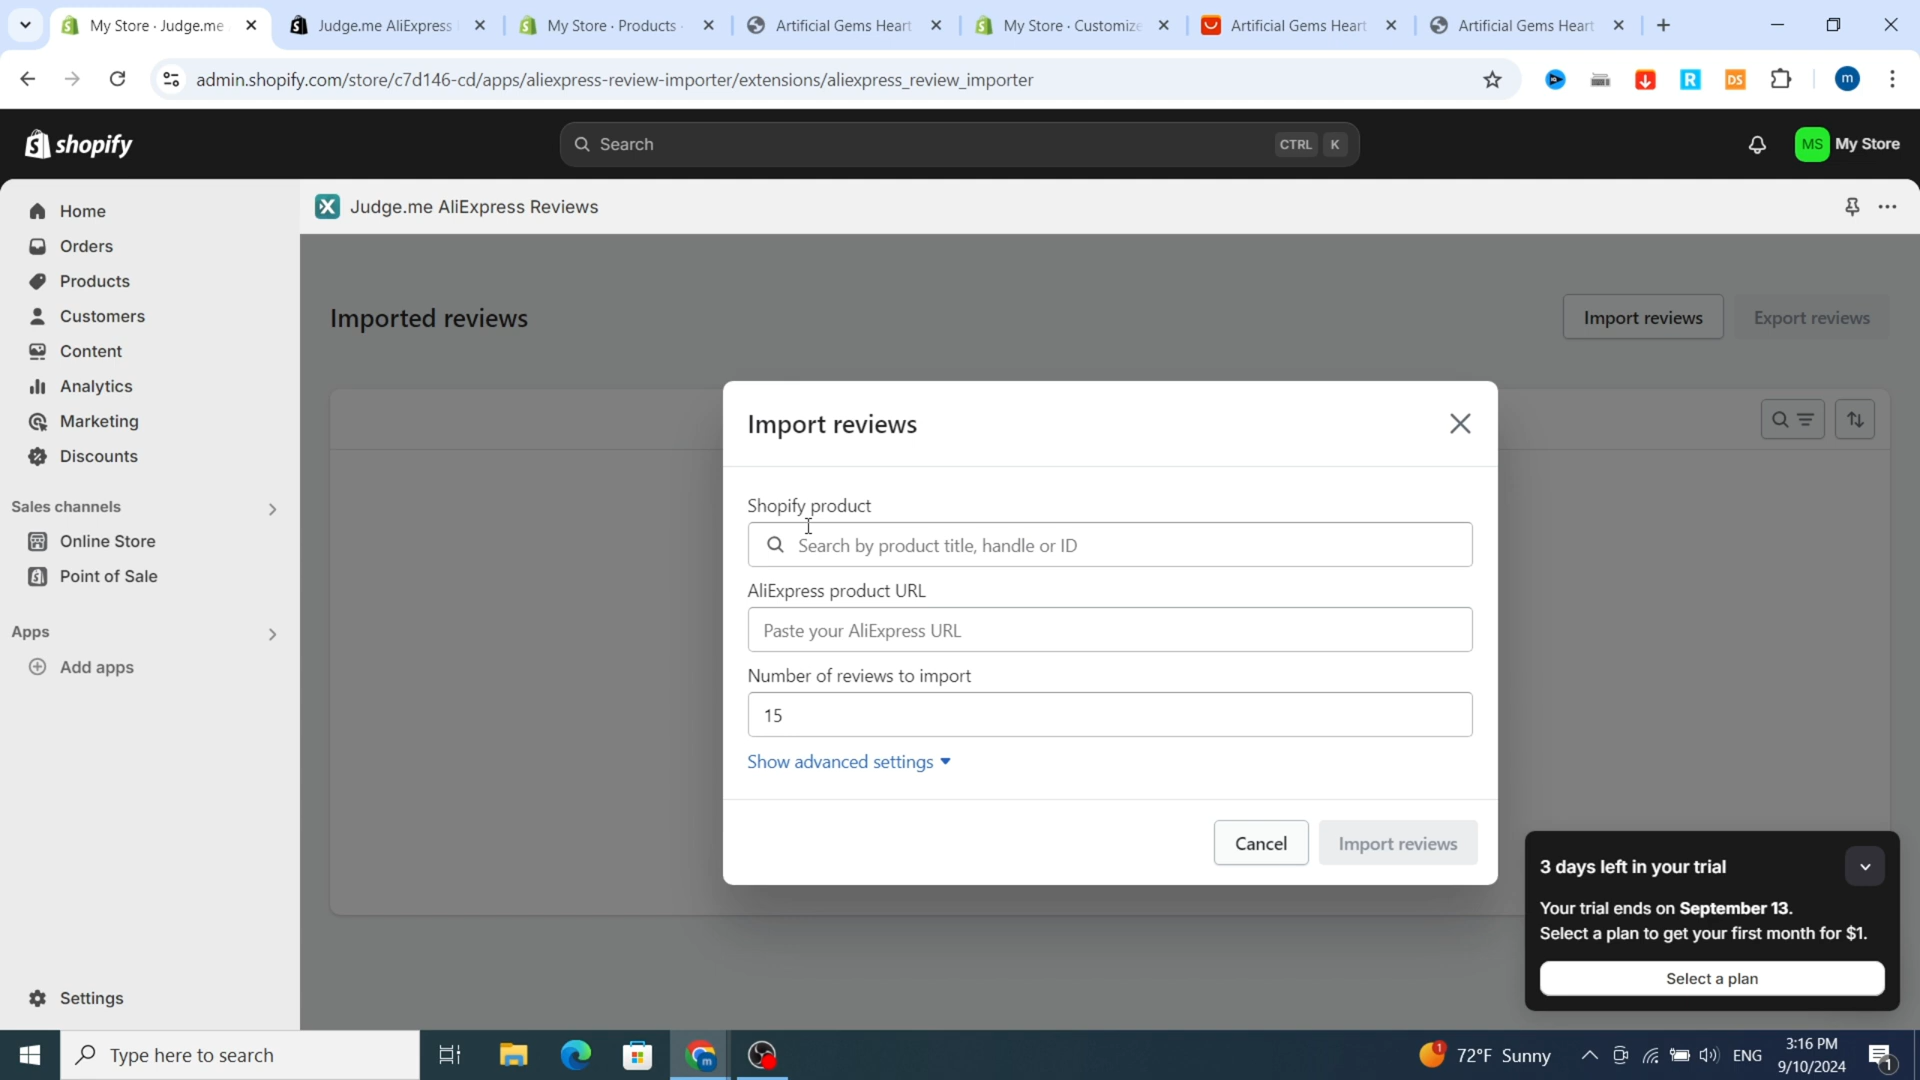 My Store · Judge.me
Judge.me AliExpress
My Store · Products ·
Artificial Gems Heart
My Store · Customize
Artificial Gems Heart
Artificial Gems Heart
admin.shopify.com/store/c7d146-cd/apps/aliexpress-review-importer/extensions/aliexpress_review_importer
R
DS
m
shopify
Search
CTRL K
MS My Store
Home
Orders
Products
Customers
Content
Analytics
Marketing
Discounts
Sales channels
Online Store
Point of Sale
Apps
Add apps
Settings
Judge.me AliExpress Reviews
Imported reviews
Import reviews
Export reviews
Import reviews
Shopify product
Search by product title, handle or ID
AliExpress product URL
Paste your AliExpress URL
Number of reviews to import
15
Show advanced settings
Cancel
Import reviews
3 days left in your trial
Your trial ends on September 13.
Select a plan to get your first month for $1.
Select a plan
Type here to search
m
1
72°F Sunny
ENG
3:16 PM
9/10/2024
1